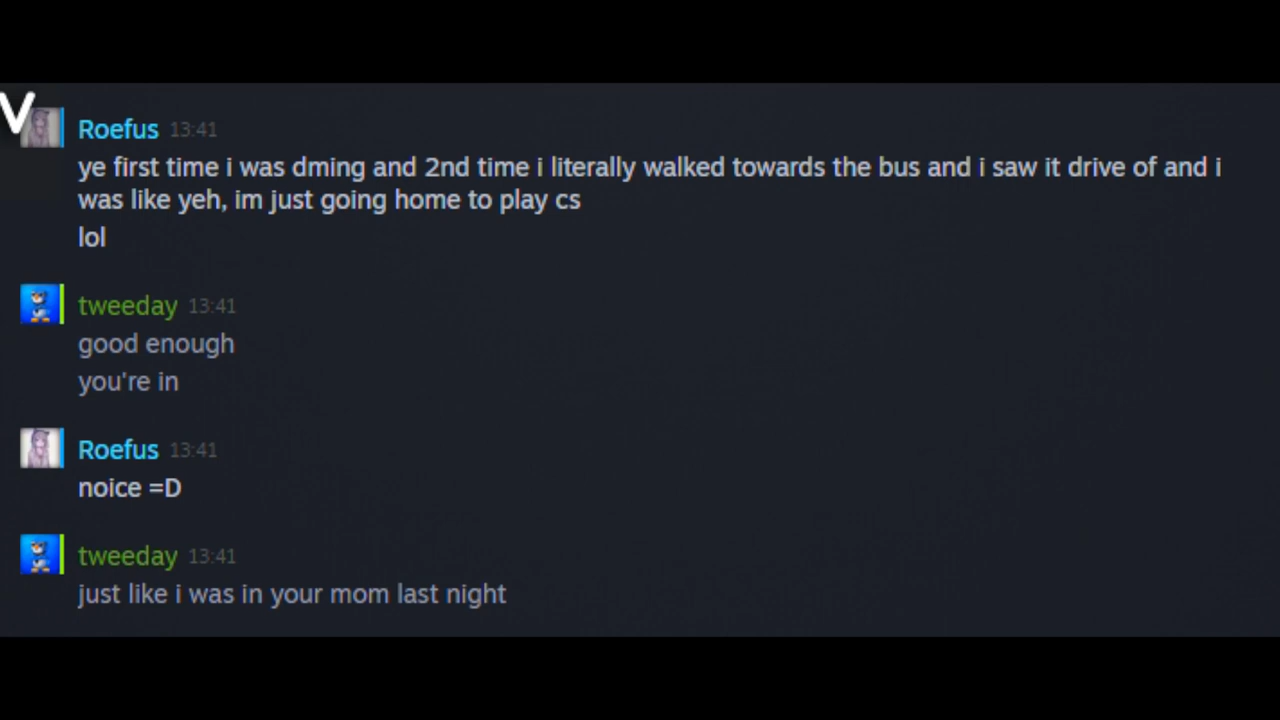 V
Roefus 13:41
ye first time i was dming and 2nd time i literally walked towards the bus and i saw it drive of and i
was like yeh, im just going home to play cs
lol
tweeday 13:41
good enough
you're in
Roefus 13:41
noice =D
tweeday 13:41
just like i was in your mom last night